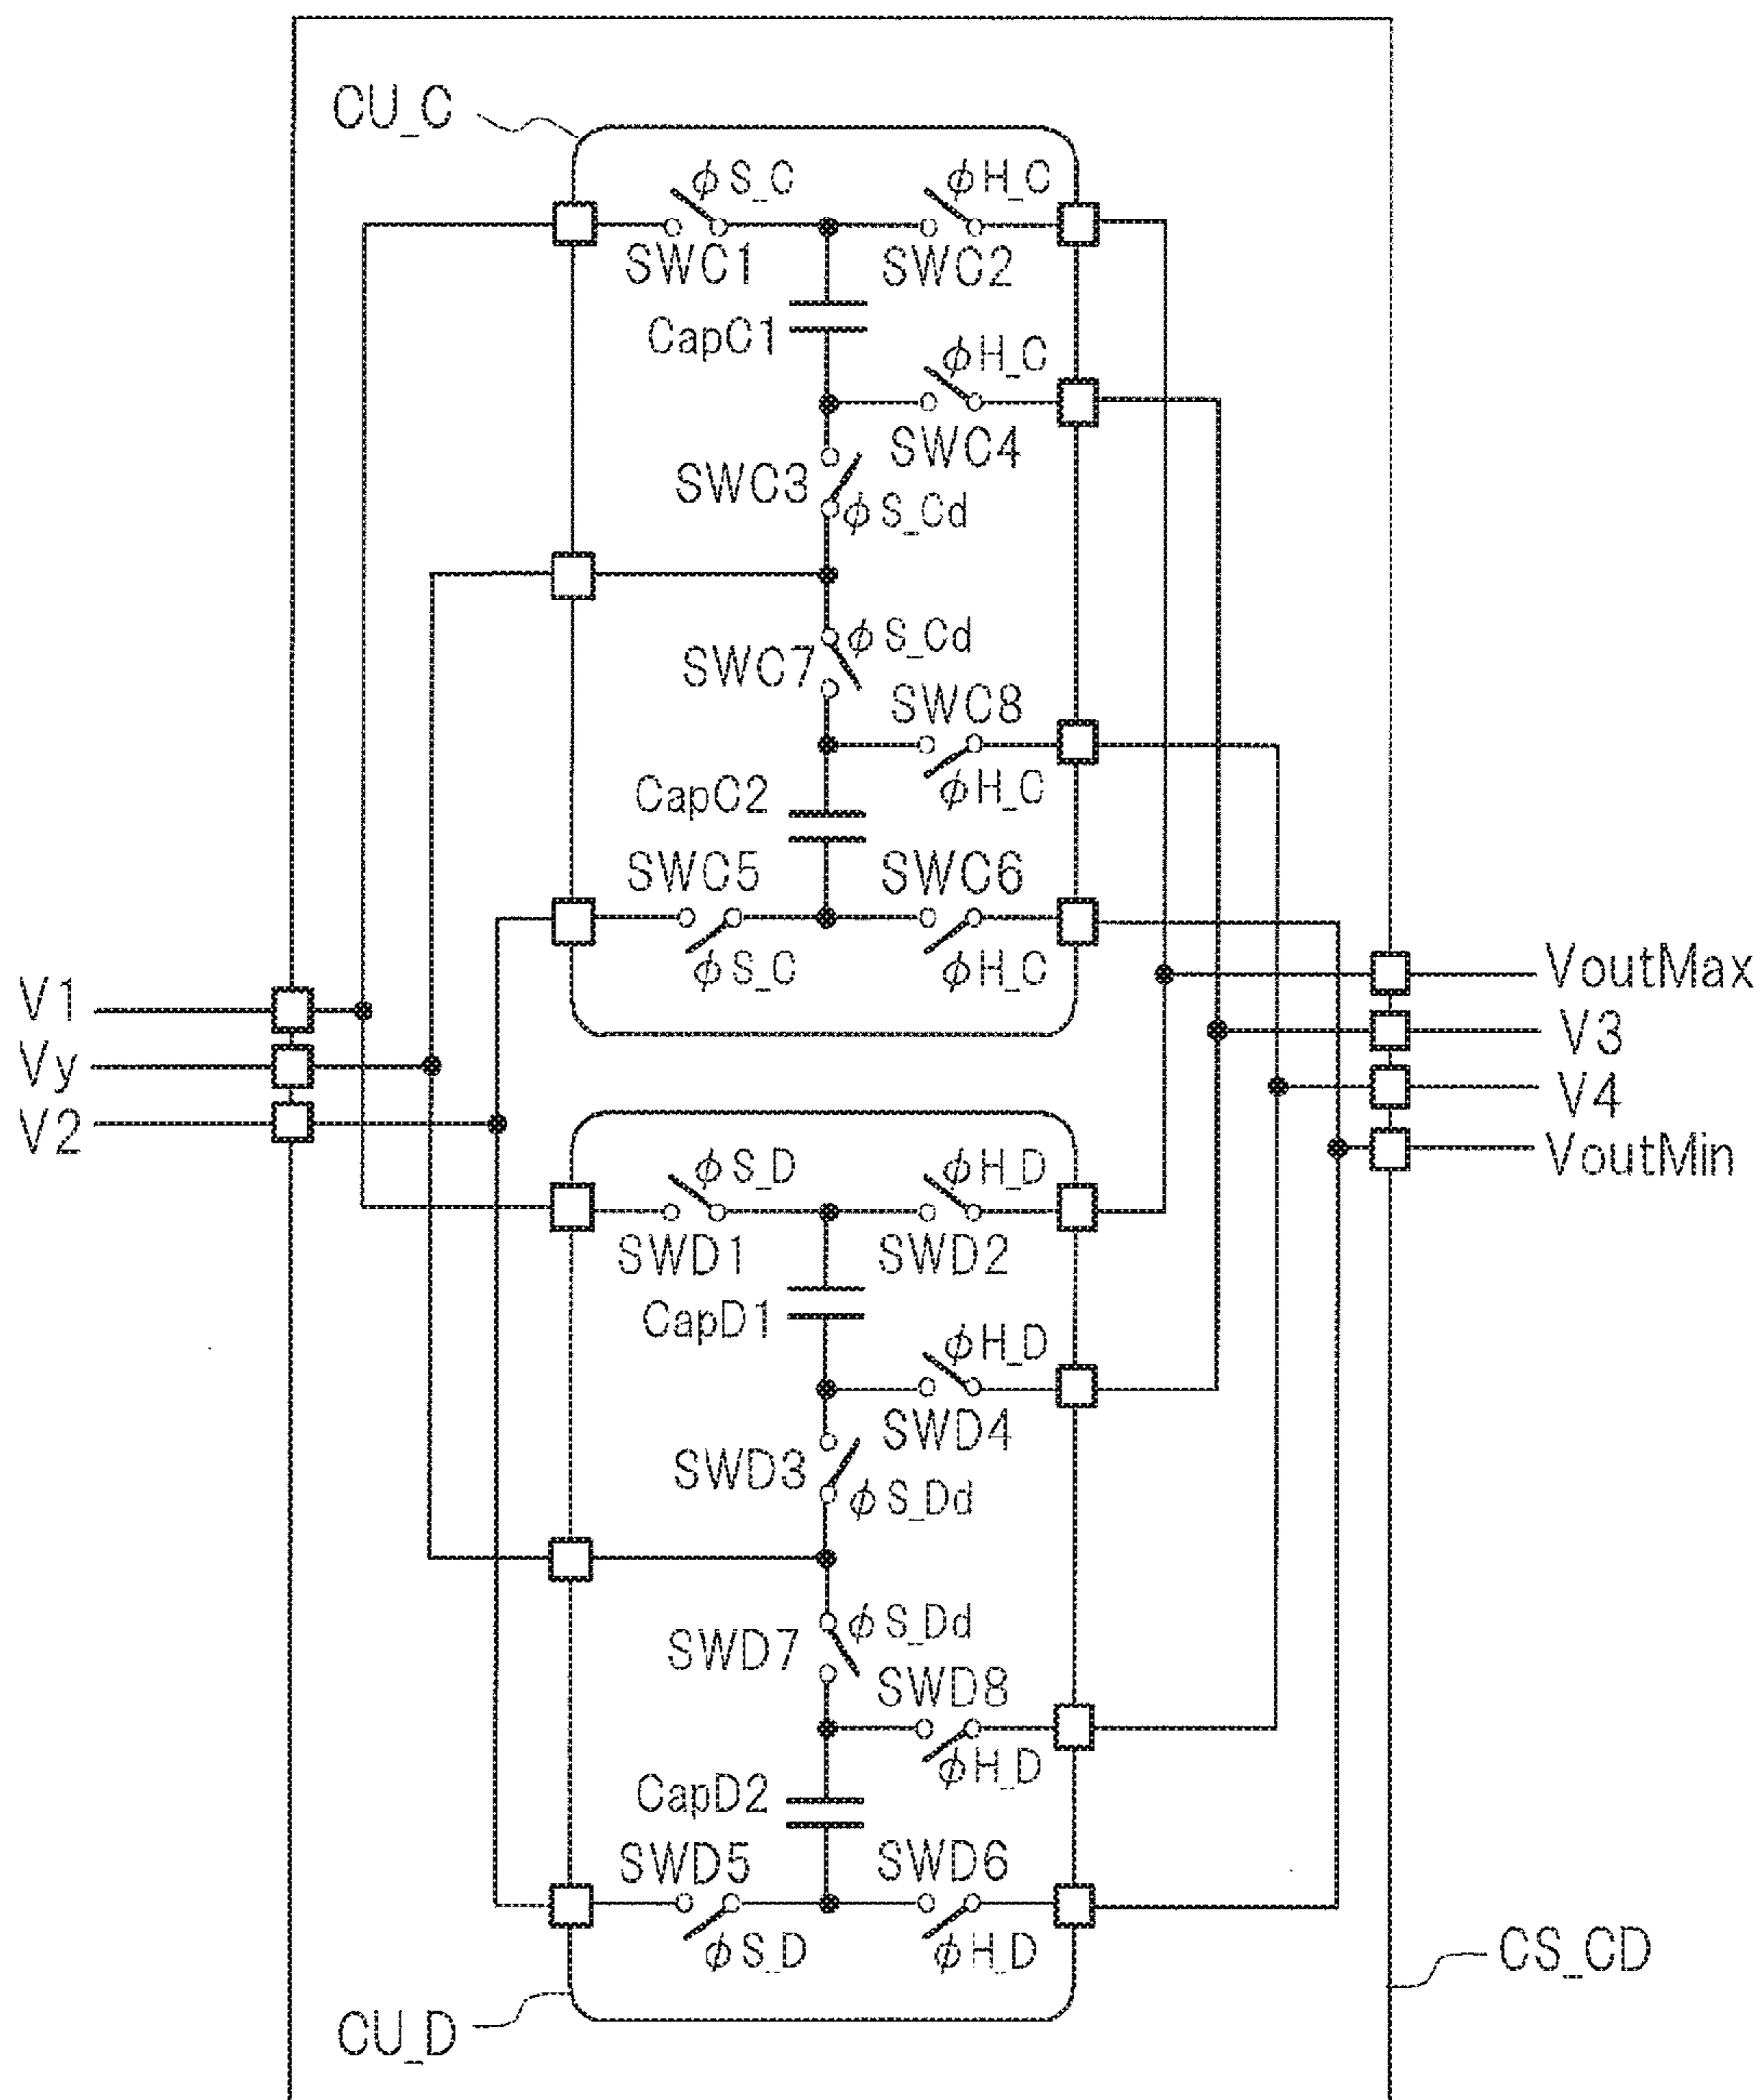 CU_C
φS_C
φH_C
SWC1
SWC2
CapC1
φH_C
SWC4
SWC3
φS_Cd
φS_Cd
SWC7
SWC8
φH_C
CapC2
SWC5
SWC6
φS_C
φH_C
V1
Vy
V2
VoutMax
V3
V4
VoutMin
φS_D
φH_D
SWD1
SWD2
CapD1
φH_D
SWD4
SWD3
φS_Dd
φS_Dd
SWD7
SWD8
φH_D
CapD2
SWD5
SWD6
φS_D
φH_D
CS_CD
CU_D